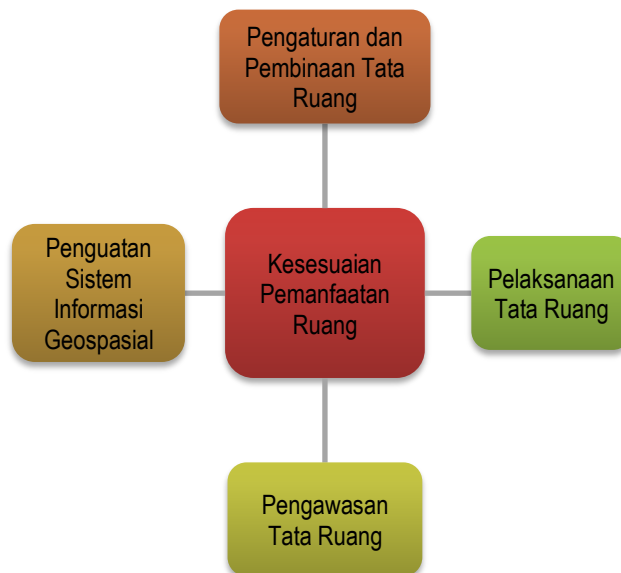 Pengaturan dan
Pembinaan Tata
Ruang
Penguatan
Sistem
Informasi
Geospasial
Kesesuaian
Pemanfaatan
Ruang
Pelaksanaan
Tata Ruang
Pengawasan
Tata Ruang